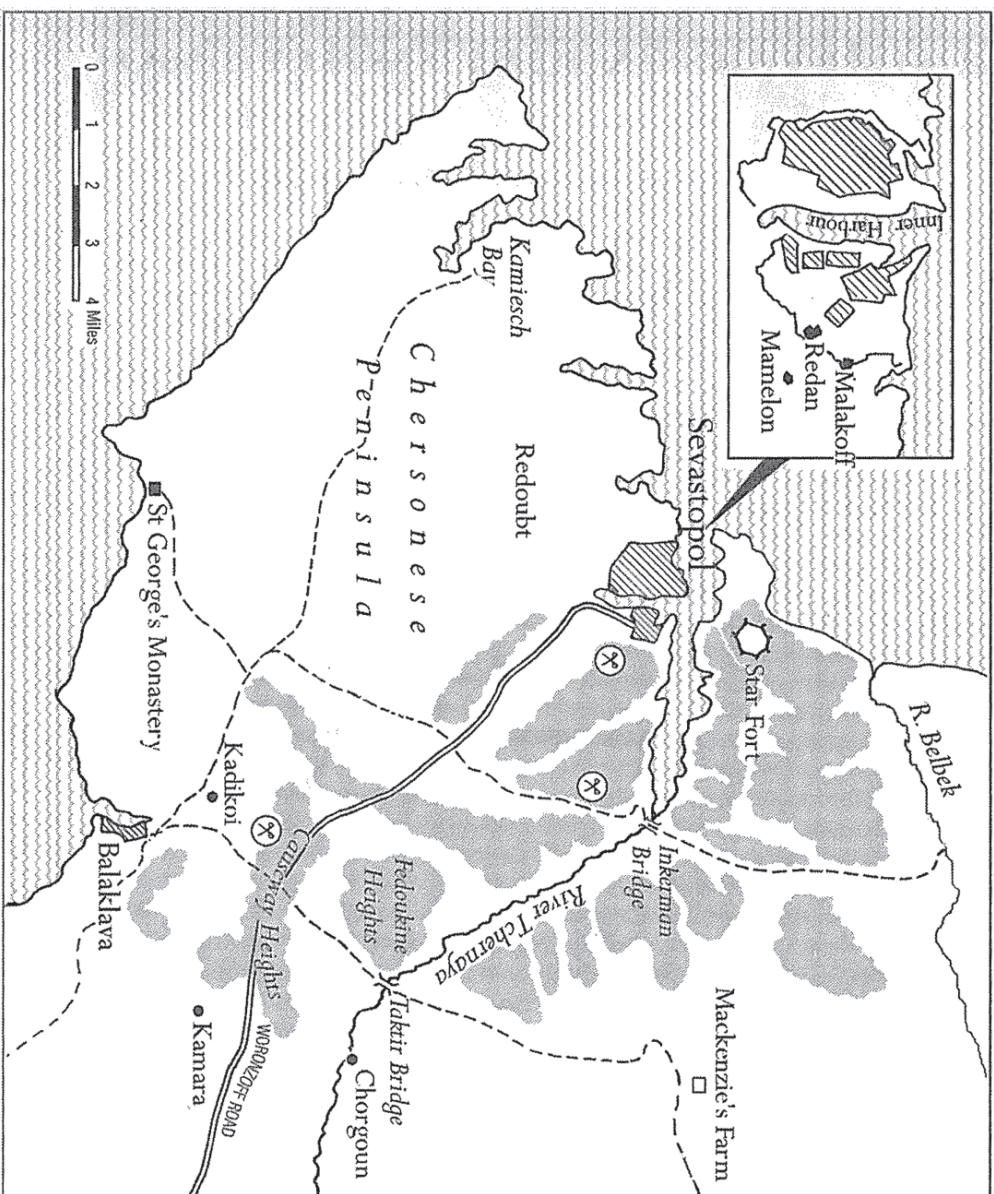 Inner Harbour
Malakoff
Redan
Mamelon
Sevastopol
Star Fort
R. Belbek
Kamiesch
Bay
Chersonese
Peninsula
Redoubt
Inkerman
Bridge
River Tchernaya
Mackenzie's Farm
Fedoukine
Heights
Causeway Heights
Taktir Bridge
Chorgoun
WORONZOFF ROAD
Kamara
Kadikoi
Balaklava
St George's Monastery
0 1 2 3 4 Miles